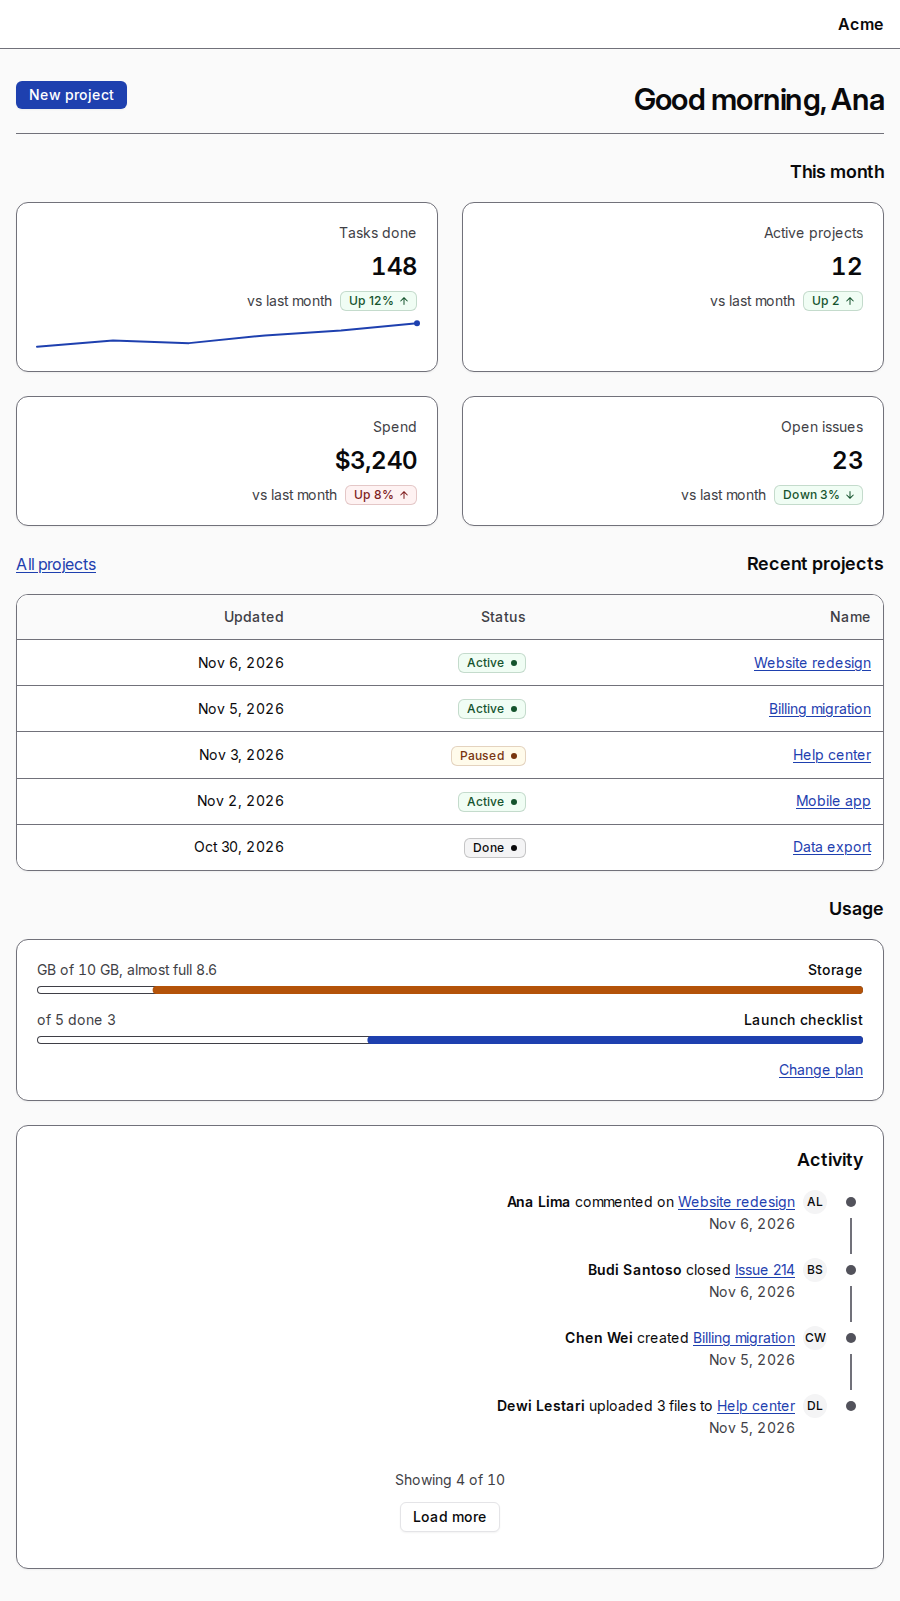 Acme
Good morning, Ana
New project
This month
Active projects
12
Up 2 ↑
vs last month
Tasks done
148
Up 12% ↑
vs last month
Open issues
23
Down 3% ↓
vs last month
Spend
$3,240
Up 8% ↑
vs last month
Recent projects
All projects
Name
Status
Updated
Website redesign
Active
Nov 6, 2026
Billing migration
Active
Nov 5, 2026
Help center
Paused
Nov 3, 2026
Mobile app
Active
Nov 2, 2026
Data export
Done
Oct 30, 2026
Usage
Storage
GB of 10 GB, almost full 8.6
Launch checklist
of 5 done 3
Change plan
Activity
AL
Ana Lima commented on Website redesign
Nov 6, 2026
BS
Budi Santoso closed Issue 214
Nov 6, 2026
CW
Chen Wei created Billing migration
Nov 5, 2026
DL
Dewi Lestari uploaded 3 files to Help center
Nov 5, 2026
Showing 4 of 10
Load more